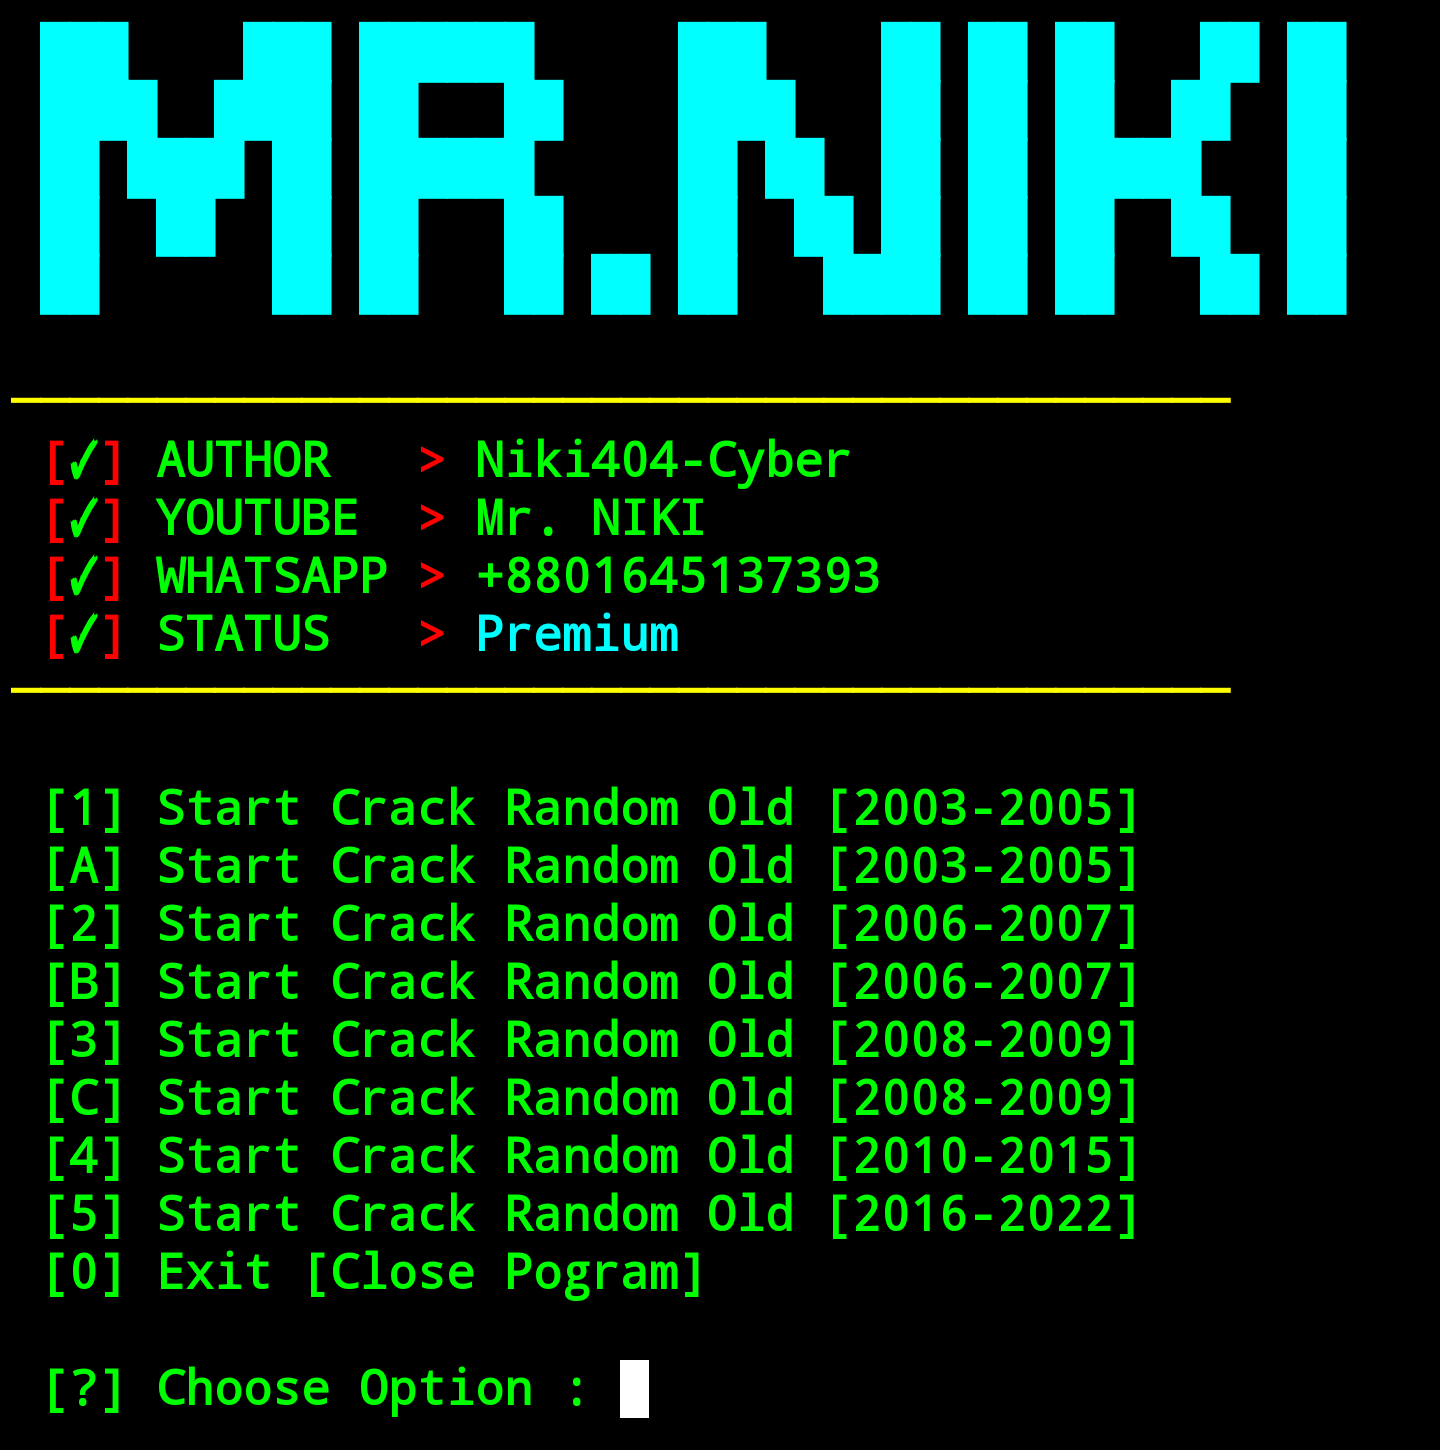 MR.NIKI
[✓] AUTHOR > Niki404-Cyber
[✓] YOUTUBE > Mr. NIKI
[✓] WHATSAPP > +8801645137393
[✓] STATUS > Premium
[1] Start Crack Random Old [2003-2005]
[A] Start Crack Random Old [2003-2005]
[2] Start Crack Random Old [2006-2007]
[B] Start Crack Random Old [2006-2007]
[3] Start Crack Random Old [2008-2009]
[C] Start Crack Random Old [2008-2009]
[4] Start Crack Random Old [2010-2015]
[5] Start Crack Random Old [2016-2022]
[0] Exit [Close Pogram]
[?] Choose Option :